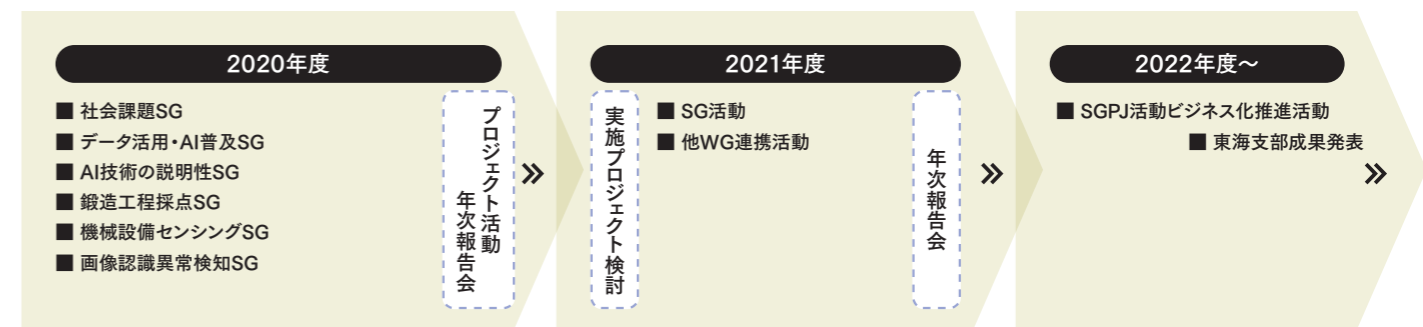 2020年度
■ 社会課題SG
■ データ活用・AI普及SG
■ AI技術の説明性SG
■ 鍛造工程採点SG
■ 機械設備センシングSG
■ 画像認識異常検知SG
プロジェクト活動
年次報告会
2021年度
実施プロジェクト検討
■ SG活動
■ 他WG連携活動
年次報告会
2022年度〜
■ SGPJ活動ビジネス化推進活動
■ 東海支部成果発表